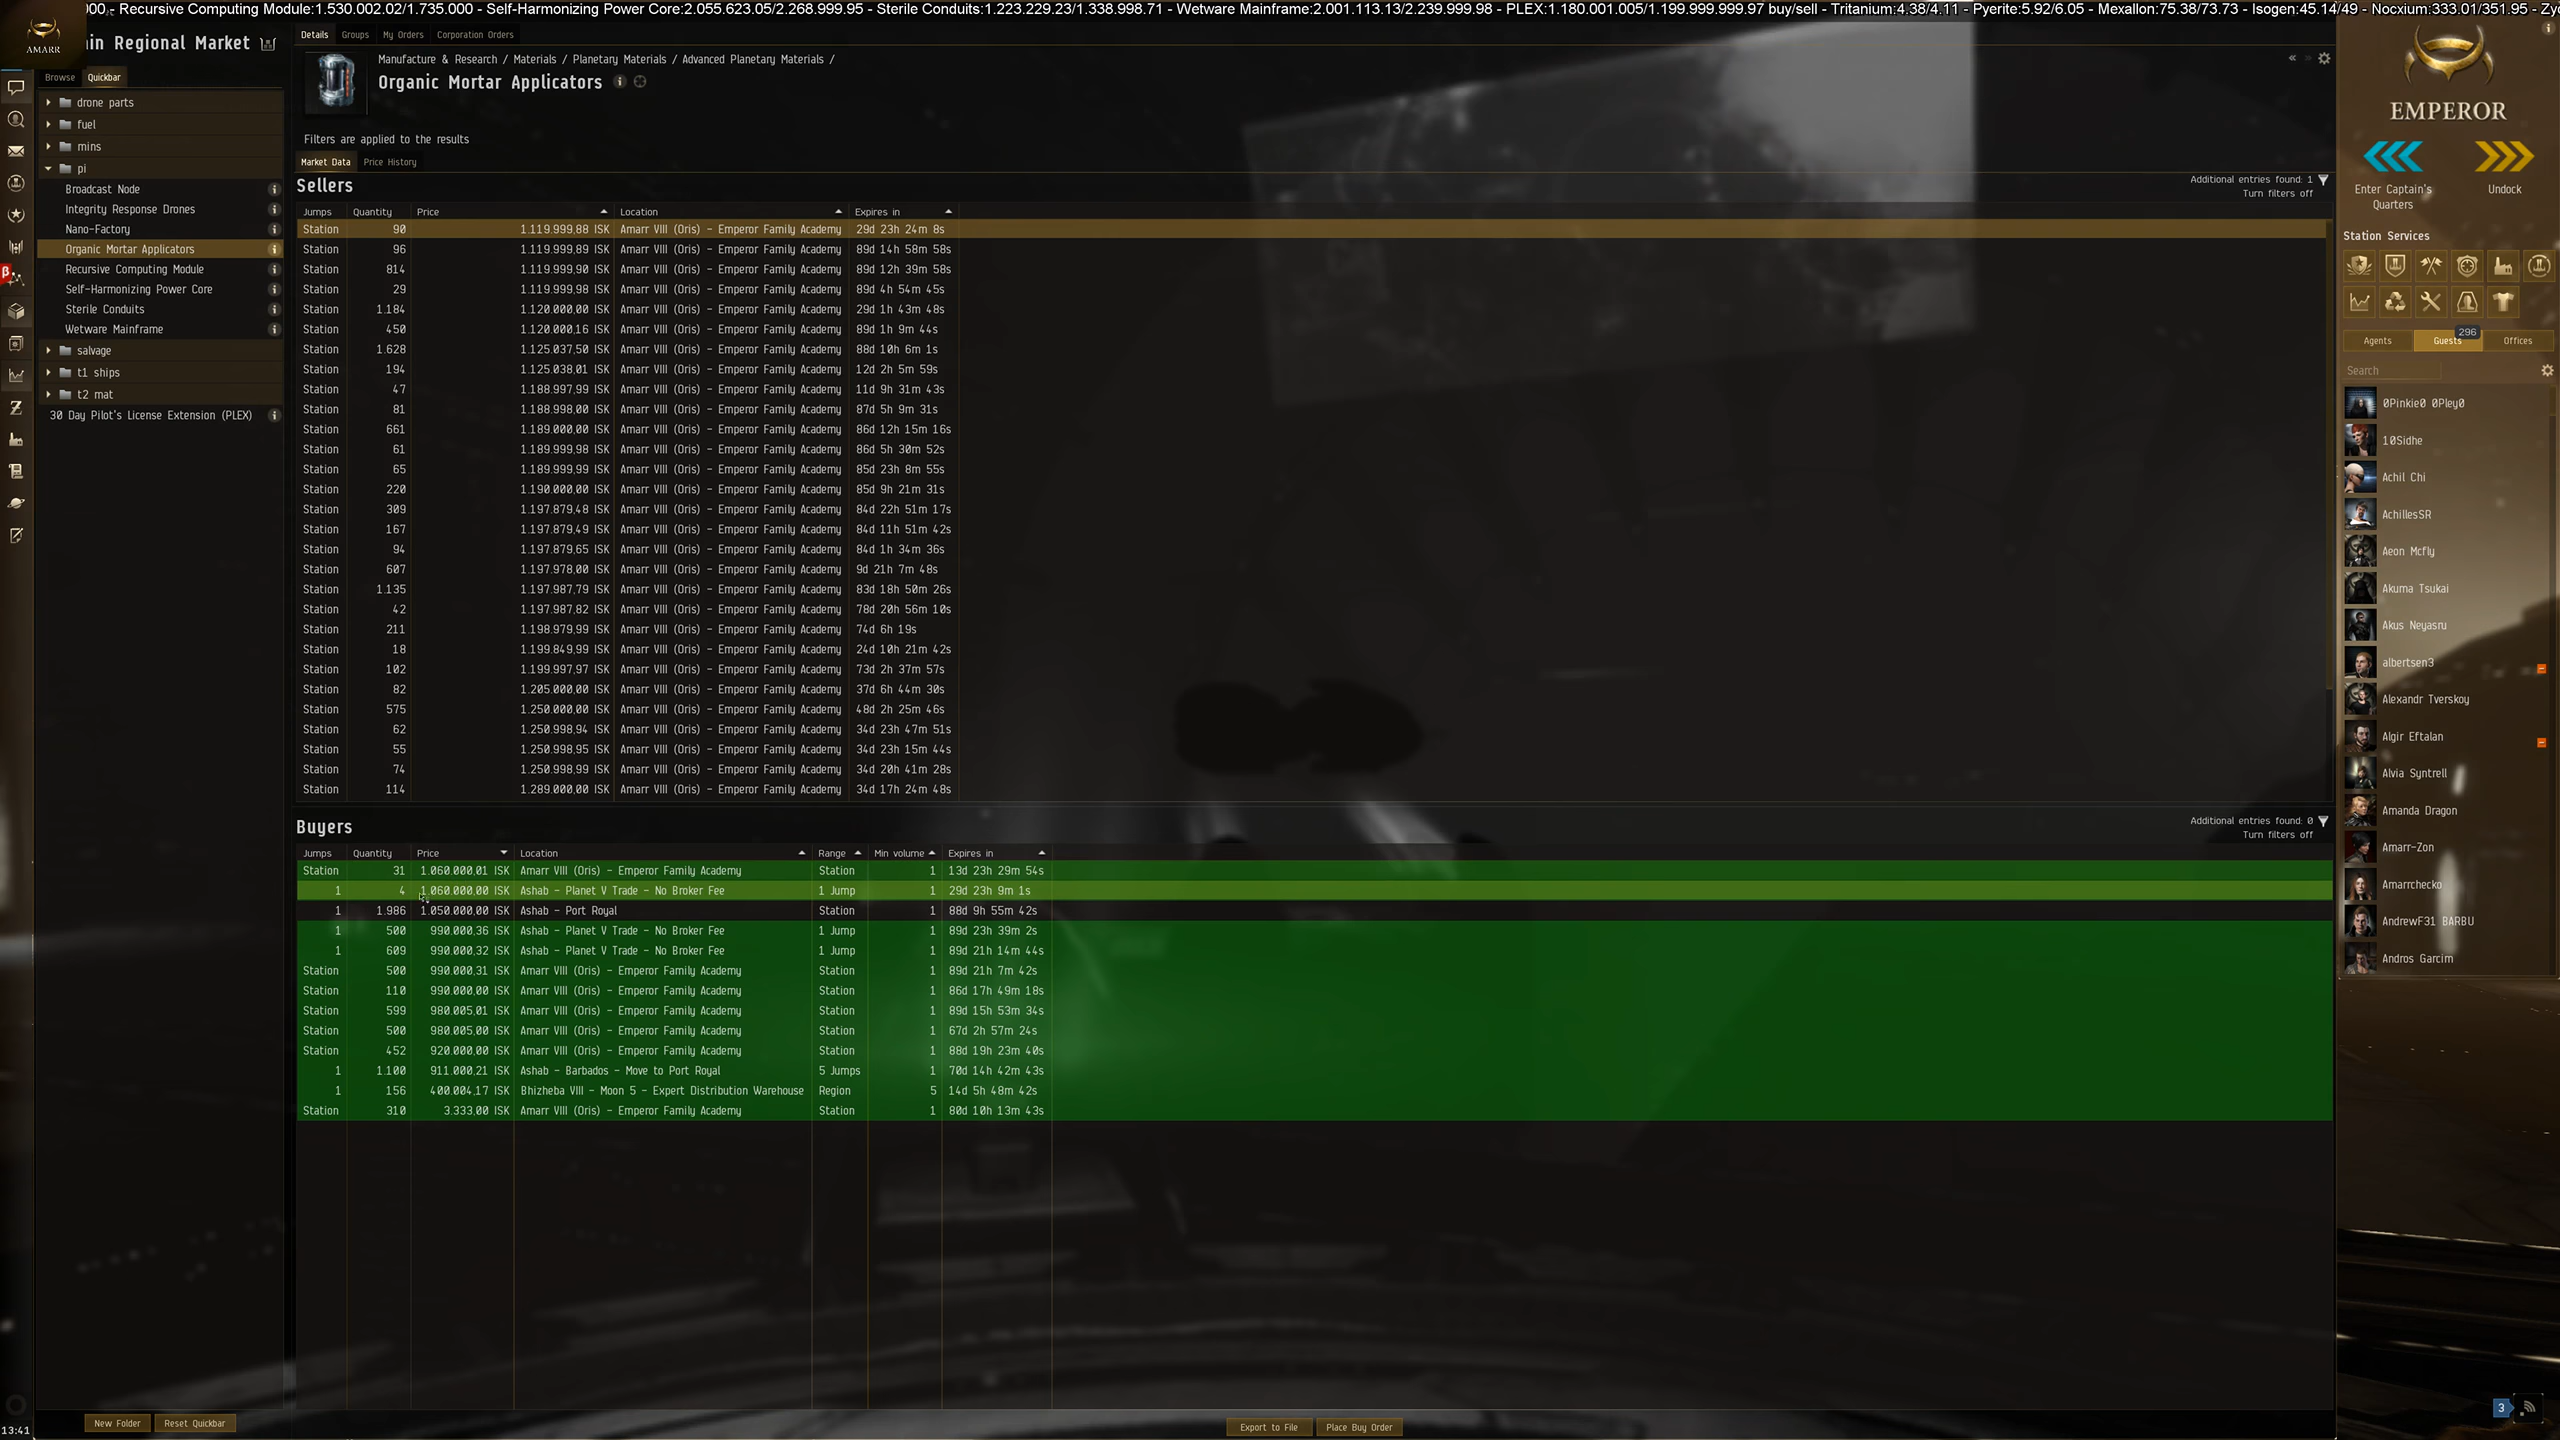 000 - Recursive Computing Module:1.530.002.02/1.735.000 - Self-Harmonizing Power Core:2.055.623.05/2.268.999.95 - Sterile Conduits:1.223.229.23/1.338.998.71 - Wetware Mainframe:2.001.113.13/2.239.999.98 - PLEX:1.180.001.005/1.199.999.999.97 buy/sell - Tritanium:4.38/4.11 - Pyerite:5.92/6.05 - Mexallon:75.38/73.73 - Isogen:45.14/49 - Nocxium:333.01/351.95 - Zyd
AMARR
in Regional Market
Browse Quickbar
drone parts
fuel
mins
pi
Broadcast Node
Integrity Response Drones
Nano-Factory
Organic Mortar Applicators
Recursive Computing Module
Self-Harmonizing Power Core
Sterile Conduits
Wetware Mainframe
salvage
t1 ships
t2 mat
30 Day Pilot's License Extension (PLEX)
New Folder Reset Quickbar
13:41
Details Groups My Orders Corporation Orders
Manufacture & Research / Materials / Planetary Materials / Advanced Planetary Materials /
Organic Mortar Applicators
Filters are applied to the results
Market Data Price History
Sellers
Additional entries found: 1
Turn filters off
Jumps Quantity Price Location Expires in
Station 90 1.119.999,88 ISK Amarr VIII (Oris) - Emperor Family Academy 29d 23h 24m 8s
Station 96 1.119.999,89 ISK Amarr VIII (Oris) - Emperor Family Academy 89d 14h 58m 58s
Station 814 1.119.999,90 ISK Amarr VIII (Oris) - Emperor Family Academy 89d 12h 39m 58s
Station 29 1.119.999,98 ISK Amarr VIII (Oris) - Emperor Family Academy 89d 4h 54m 45s
Station 1.184 1.120.000,00 ISK Amarr VIII (Oris) - Emperor Family Academy 29d 1h 43m 48s
Station 450 1.120.000,16 ISK Amarr VIII (Oris) - Emperor Family Academy 89d 1h 9m 44s
Station 1.628 1.125.037,50 ISK Amarr VIII (Oris) - Emperor Family Academy 88d 10h 6m 1s
Station 194 1.125.038,01 ISK Amarr VIII (Oris) - Emperor Family Academy 12d 2h 5m 59s
Station 47 1.188.997,99 ISK Amarr VIII (Oris) - Emperor Family Academy 11d 9h 31m 43s
Station 81 1.188.998,00 ISK Amarr VIII (Oris) - Emperor Family Academy 87d 5h 9m 31s
Station 661 1.189.000,00 ISK Amarr VIII (Oris) - Emperor Family Academy 86d 12h 15m 16s
Station 61 1.189.999,98 ISK Amarr VIII (Oris) - Emperor Family Academy 86d 5h 30m 52s
Station 65 1.189.999,99 ISK Amarr VIII (Oris) - Emperor Family Academy 85d 23h 8m 55s
Station 220 1.190.000,00 ISK Amarr VIII (Oris) - Emperor Family Academy 85d 9h 21m 31s
Station 309 1.197.879,48 ISK Amarr VIII (Oris) - Emperor Family Academy 84d 22h 51m 17s
Station 167 1.197.879,49 ISK Amarr VIII (Oris) - Emperor Family Academy 84d 11h 51m 42s
Station 94 1.197.879,65 ISK Amarr VIII (Oris) - Emperor Family Academy 84d 1h 34m 36s
Station 607 1.197.978,00 ISK Amarr VIII (Oris) - Emperor Family Academy 9d 21h 7m 48s
Station 1.135 1.197.987,79 ISK Amarr VIII (Oris) - Emperor Family Academy 83d 18h 50m 26s
Station 42 1.197.987,82 ISK Amarr VIII (Oris) - Emperor Family Academy 78d 20h 56m 10s
Station 211 1.198.979,99 ISK Amarr VIII (Oris) - Emperor Family Academy 74d 6h 19s
Station 18 1.199.849,99 ISK Amarr VIII (Oris) - Emperor Family Academy 24d 10h 21m 42s
Station 102 1.199.997,97 ISK Amarr VIII (Oris) - Emperor Family Academy 73d 2h 37m 57s
Station 82 1.205.000,00 ISK Amarr VIII (Oris) - Emperor Family Academy 37d 6h 44m 30s
Station 575 1.250.000,00 ISK Amarr VIII (Oris) - Emperor Family Academy 48d 2h 25m 46s
Station 62 1.250.998,94 ISK Amarr VIII (Oris) - Emperor Family Academy 34d 23h 47m 51s
Station 55 1.250.998,95 ISK Amarr VIII (Oris) - Emperor Family Academy 34d 23h 15m 44s
Station 74 1.250.998,99 ISK Amarr VIII (Oris) - Emperor Family Academy 34d 20h 41m 28s
Station 114 1.289.000,00 ISK Amarr VIII (Oris) - Emperor Family Academy 34d 17h 24m 48s
Buyers
Additional entries found: 0
Turn filters off
Jumps Quantity Price Location Range Min volume Expires in
Station 31 1.060.000,01 ISK Amarr VIII (Oris) - Emperor Family Academy Station 1 13d 23h 29m 54s
1 4 1.060.000,00 ISK Ashab - Planet V Trade - No Broker Fee 1 Jump 1 29d 23h 9m 1s
1 1.986 1.050.000,00 ISK Ashab - Port Royal Station 1 88d 9h 55m 42s
1 500 990.000,36 ISK Ashab - Planet V Trade - No Broker Fee 1 Jump 1 89d 23h 39m 2s
1 609 990.000,32 ISK Ashab - Planet V Trade - No Broker Fee 1 Jump 1 89d 21h 14m 44s
Station 500 990.000,31 ISK Amarr VIII (Oris) - Emperor Family Academy Station 1 89d 21h 7m 42s
Station 110 990.000,00 ISK Amarr VIII (Oris) - Emperor Family Academy Station 1 86d 17h 49m 18s
Station 599 980.005,01 ISK Amarr VIII (Oris) - Emperor Family Academy Station 1 89d 15h 53m 34s
Station 500 980.005,00 ISK Amarr VIII (Oris) - Emperor Family Academy Station 1 67d 2h 57m 24s
Station 452 920.000,00 ISK Amarr VIII (Oris) - Emperor Family Academy Station 1 88d 19h 23m 40s
1 1.100 911.000,21 ISK Ashab - Barbados - Move to Port Royal 5 Jumps 1 70d 14h 42m 43s
1 156 400.004,17 ISK Bhizheba VIII - Moon 5 - Expert Distribution Warehouse Region 5 14d 5h 48m 42s
Station 310 3.333,00 ISK Amarr VIII (Oris) - Emperor Family Academy Station 1 80d 10h 13m 43s
Export to File Place Buy Order
EMPEROR
Enter Captain's Quarters
Undock
Station Services
296
Agents Guests Offices
Search
0Pinkie0 0Pley0
10Sidhe
Achil Chi
AchillesSR
Aeon Mcfly
Akuma Tsukai
Akus Neyasru
albertsen3
Alexandr Tverskoy
Algir Eftalan
Alvia Syntrell
Amanda Dragon
Amarr-Zon
Amarrchecko
AndrewF31 BARBU
Andros Garcim
3